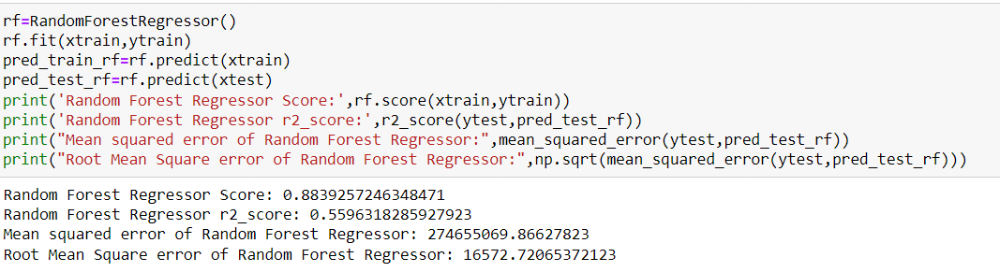 rf=RandomForestRegressor()
rf.fit(xtrain,ytrain)
pred_train_rf=rf.predict(xtrain)
pred_test_rf=rf.predict(xtest)
print('Random Forest Regressor Score:',rf.score(xtrain,ytrain))
print('Random Forest Regressor r2_score:',r2_score(ytest,pred_test_rf))
print("Mean squared error of Random Forest Regressor:",mean_squared_error(ytest,pred_test_rf))
print("Root Mean Square error of Random Forest Regressor:",np.sqrt(mean_squared_error(ytest,pred_test_rf)))
Random Forest Regressor Score: 0.8839257246348471
Random Forest Regressor r2_score: 0.5596318285927923
Mean squared error of Random Forest Regressor: 274655069.86627823
Root Mean Square error of Random Forest Regressor: 16572.72065372123